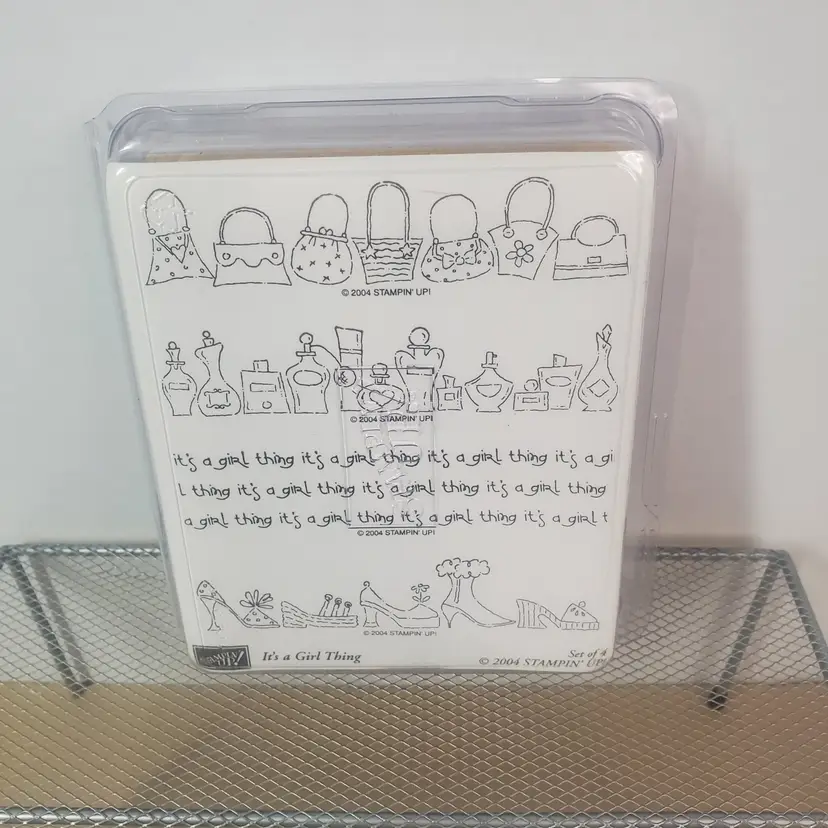 © 2004 STAMPIN' UP!
© 2004 STAMPIN' UP!
it's a girl thing it's a girl thing it's a girl thing it's a gi
l thing it's a girl thing it's a girl thing it's a girl thing
a girl thing it's a girl thing it's a girl thing it's a girl t
© 2004 STAMPIN' UP!
© 2004 STAMPIN' UP!
STAMPIN' UP! It's a Girl Thing Set of 4
© 2004 STAMPIN' UP!